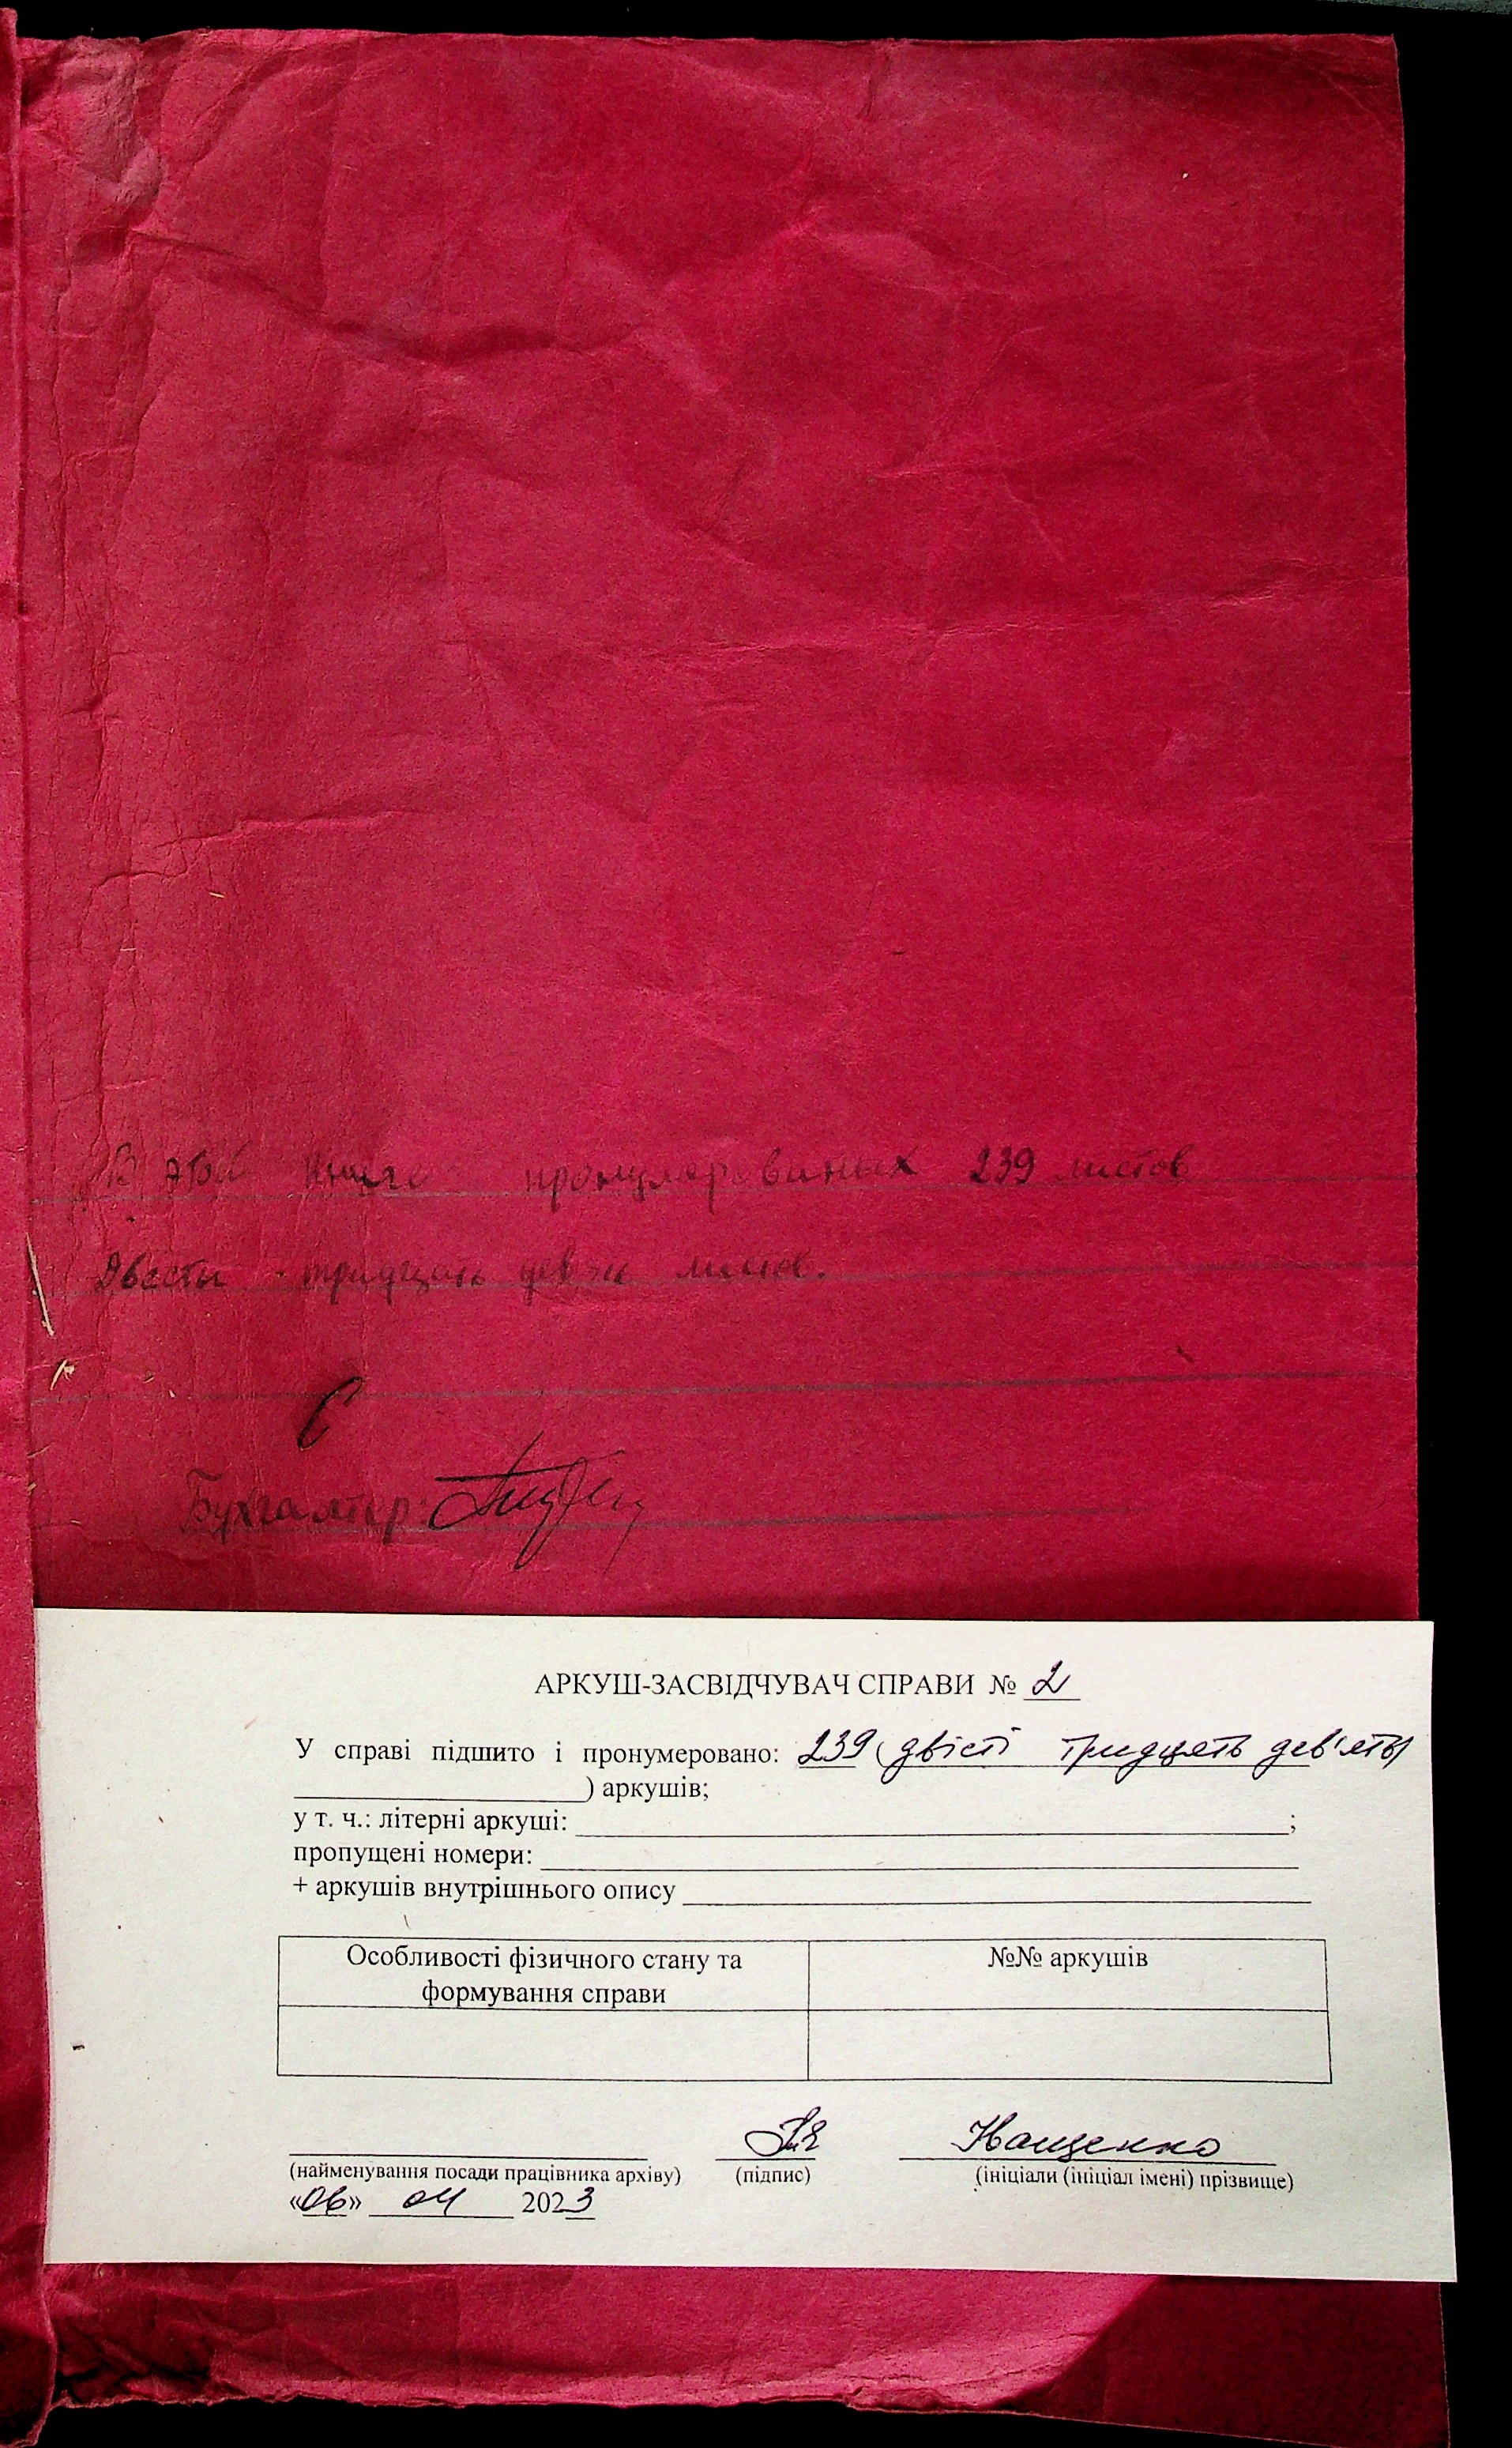 В этой книге пронумерованых 239 листов
Двести тридцать девять листов.
Бухгалтер:
АРКУШ-ЗАСВІДЧУВАЧ СПРАВИ № 2
У справі підшито і пронумеровано: 239 (двісті тридцять дев'ять)
) аркушів;
у т. ч.: літерні аркуші: ;
пропущені номери:
+ аркушів внутрішнього опису
Особливості фізичного стану та
формування справи
№№ аркушів
Нащенко
(найменування посади працівника архіву) (підпис) (ініціали (ініціал імені) прізвище)
«06» 04 2023